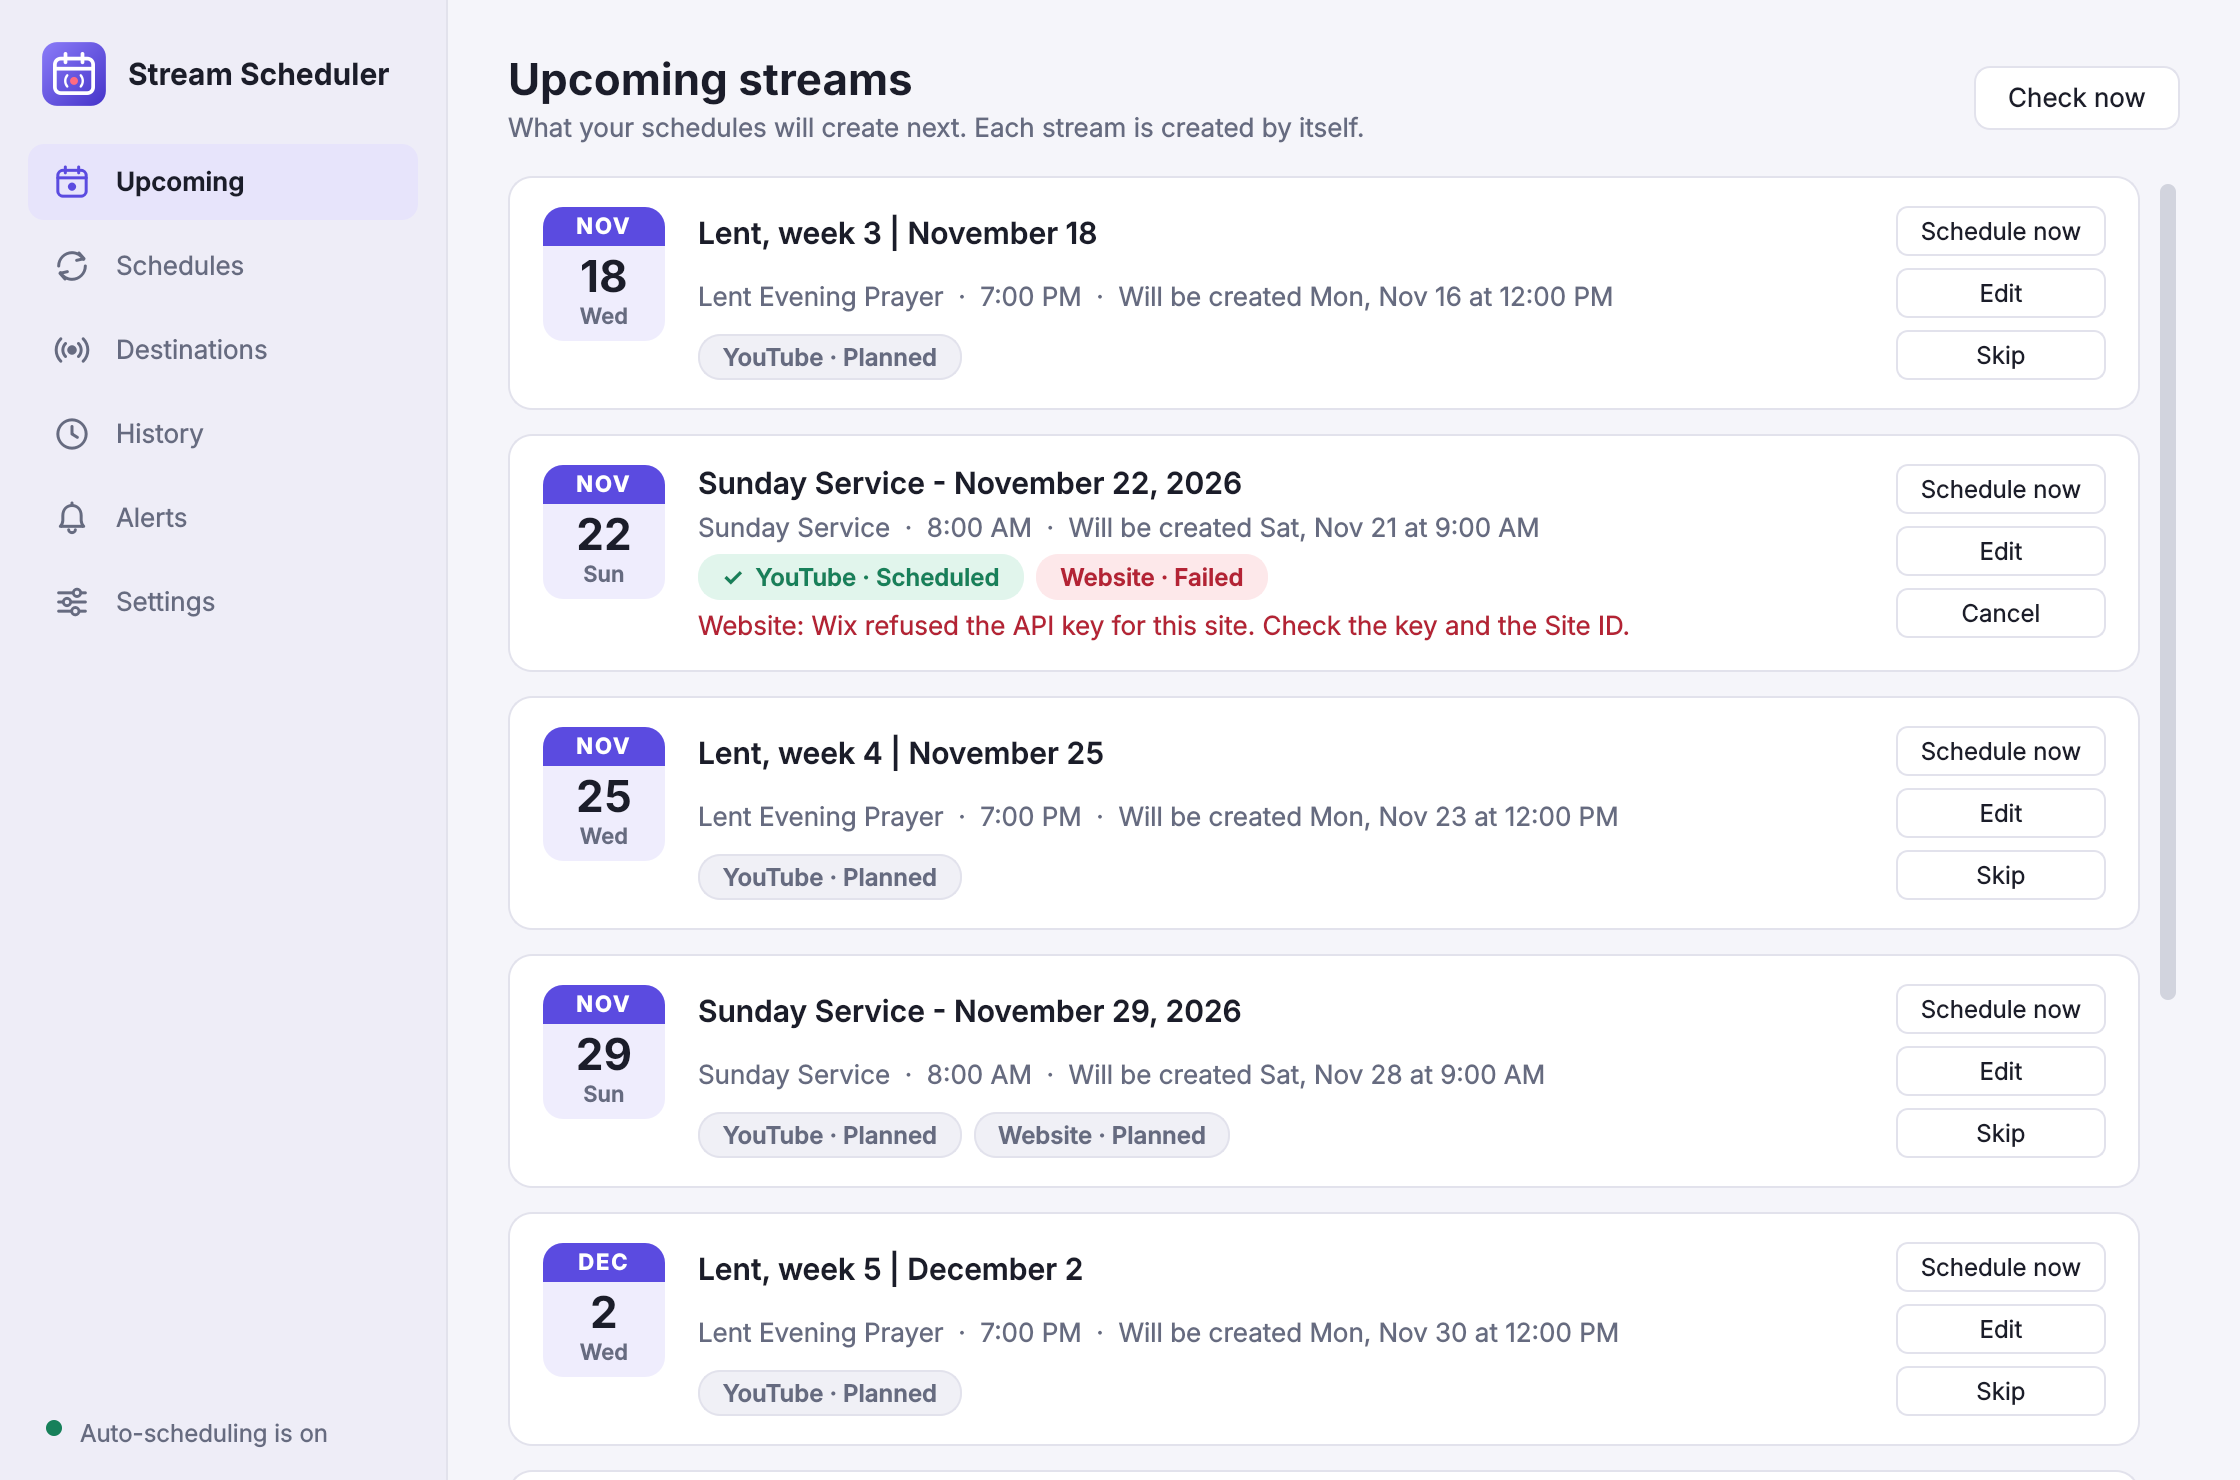 Stream Scheduler
Upcoming
Schedules
Destinations
History
Alerts
Settings
Auto-scheduling is on
Upcoming streams
What your schedules will create next. Each stream is created by itself.
Check now
NOV
18
Wed
Lent, week 3 | November 18
Lent Evening Prayer · 7:00 PM · Will be created Mon, Nov 16 at 12:00 PM
YouTube · Planned
Schedule now
Edit
Skip
NOV
22
Sun
Sunday Service - November 22, 2026
Sunday Service · 8:00 AM · Will be created Sat, Nov 21 at 9:00 AM
✓ YouTube · Scheduled Website · Failed
Website: Wix refused the API key for this site. Check the key and the Site ID.
Schedule now
Edit
Cancel
NOV
25
Wed
Lent, week 4 | November 25
Lent Evening Prayer · 7:00 PM · Will be created Mon, Nov 23 at 12:00 PM
YouTube · Planned
Schedule now
Edit
Skip
NOV
29
Sun
Sunday Service - November 29, 2026
Sunday Service · 8:00 AM · Will be created Sat, Nov 28 at 9:00 AM
YouTube · Planned Website · Planned
Schedule now
Edit
Skip
DEC
2
Wed
Lent, week 5 | December 2
Lent Evening Prayer · 7:00 PM · Will be created Mon, Nov 30 at 12:00 PM
YouTube · Planned
Schedule now
Edit
Skip